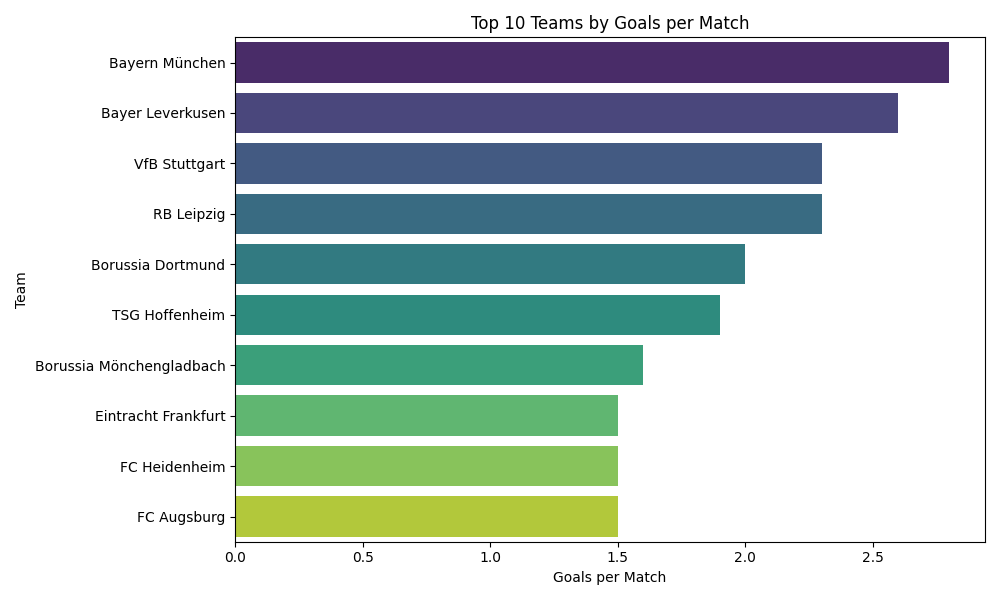 Top 10 Teams by Goals per Match
Team
Bayern München
Bayer Leverkusen
VfB Stuttgart
RB Leipzig
Borussia Dortmund
TSG Hoffenheim
Borussia Mönchengladbach
Eintracht Frankfurt
FC Heidenheim
FC Augsburg
0.0 0.5 1.0 1.5 2.0 2.5
Goals per Match